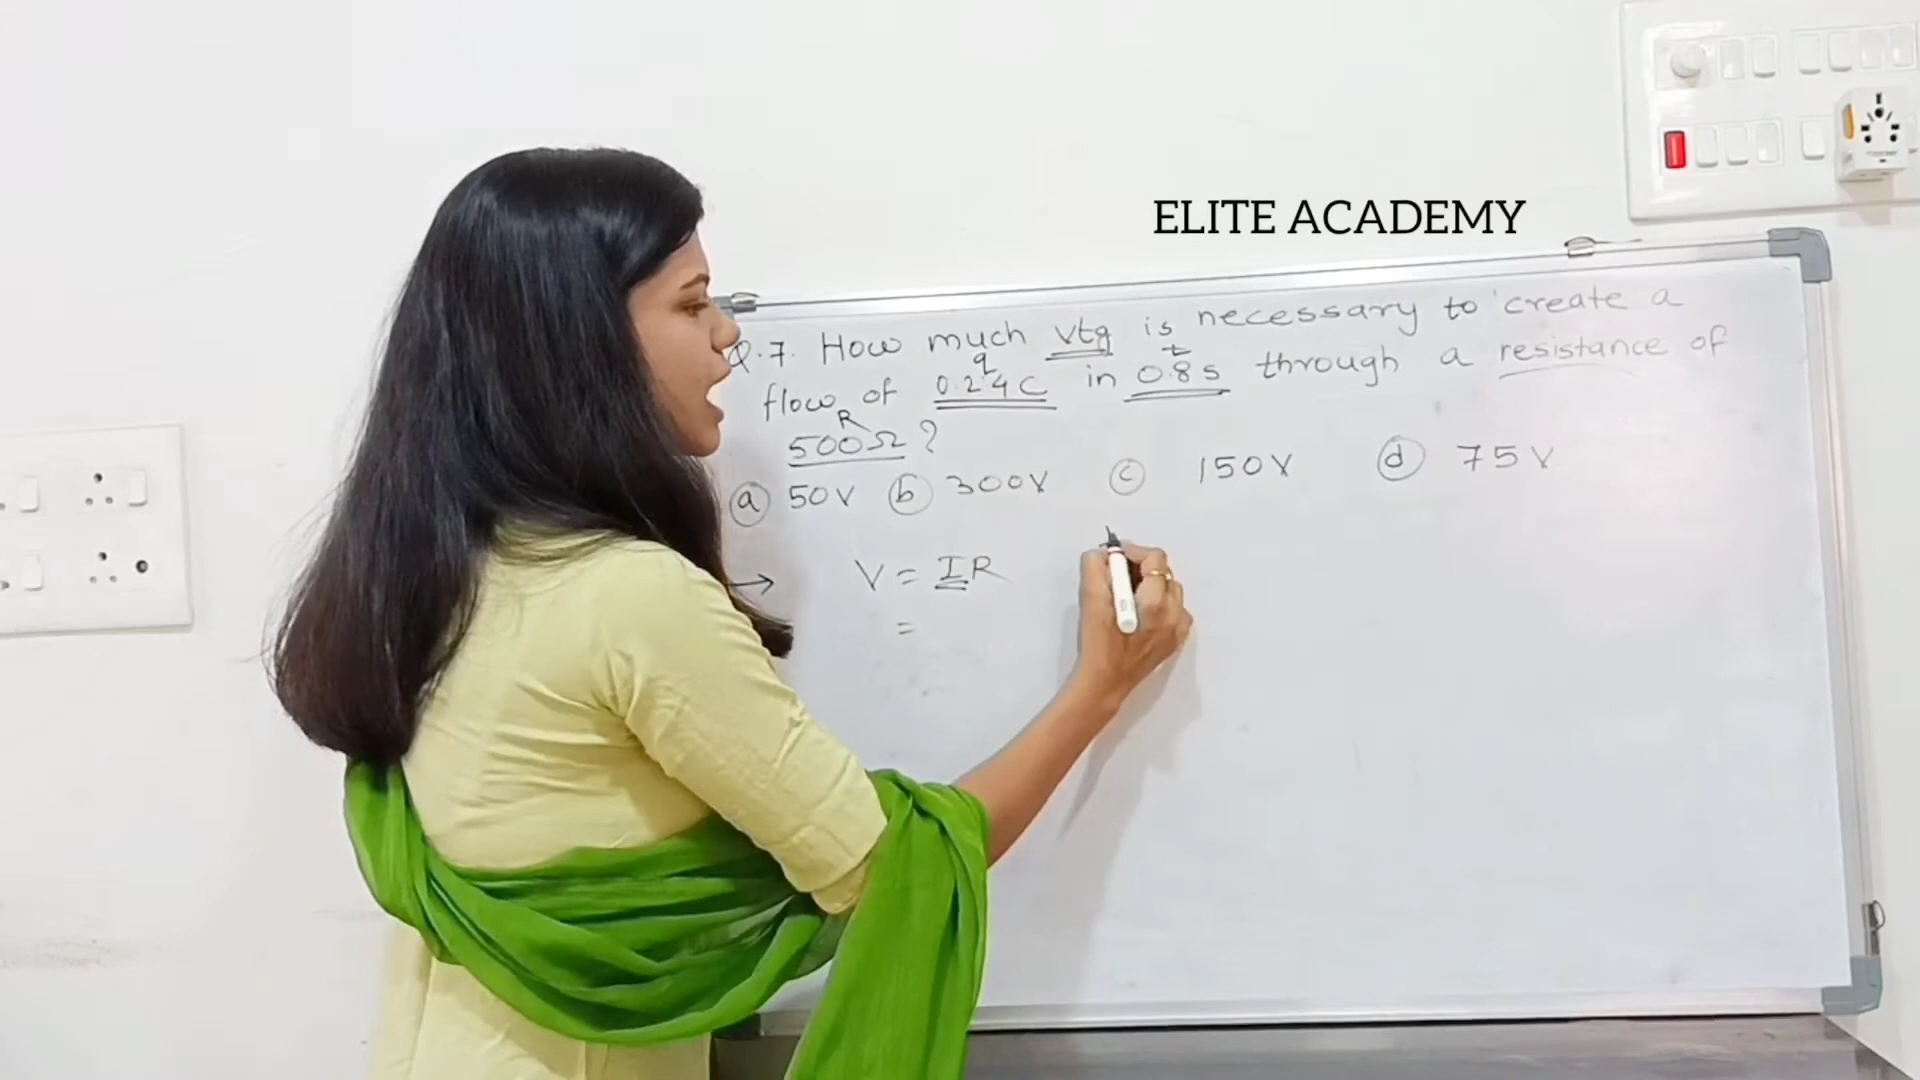 ELITE ACADEMY
Q.7. How much vtg is necessary to create a
q t
flow of 0.24C in 0.8s through a resistance of
R
500Ω?
(a) 50V (b) 300V (c) 150V (d) 75V
→ V = IR
=